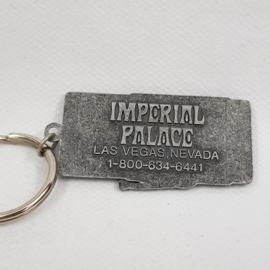 IMPERIAL
PALACE
LAS VEGAS, NEVADA
1-800-634-6441